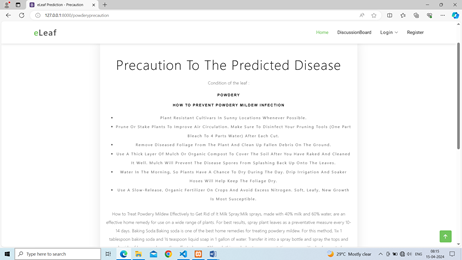 eLeaf Prediction - Precaution
127.0.0.1:8000/powderyprecaution
eLeaf
Home DiscussionBoard Login Register
Precaution To The Predicted Disease
Condition of the leaf :
POWDERY
HOW TO PREVENT POWDERY MILDEW INFECTION
Plant Resistant Cultivars In Sunny Locations Whenever Possible.
Prune Or Stake Plants To Improve Air Circulation. Make Sure To Disinfect Your Pruning Tools (One Part
Bleach To 4 Parts Water) After Each Cut.
Remove Diseased Foliage From The Plant And Clean Up Fallen Debris On The Ground.
Use A Thick Layer Of Mulch Or Organic Compost To Cover The Soil After You Have Raked And Cleaned
It Well. Mulch Will Prevent The Disease Spores From Splashing Back Up Onto The Leaves.
Water In The Morning, So Plants Have A Chance To Dry During The Day. Drip Irrigation And Soaker
Hoses Will Help Keep The Foliage Dry.
Use A Slow-Release, Organic Fertilizer On Crops And Avoid Excess Nitrogen. Soft, Leafy, New Growth
Is Most Susceptible.
How to Treat Powdery Mildew Effectively to Get Rid of It Milk Spray:Milk sprays, made with 40% milk and 60% water, are an
effective home remedy for use on a wide range of plants. For best results, spray plant leaves as a preventative measure every 10-
14 days. Baking Soda:Baking soda is one of the best home remedies for treating powdery mildew. For this method, to 1
tablespoon baking soda and ½ teaspoon liquid soap in 1 gallon of water. Transfer it into a spray bottle and spray the tops and
Type here to search
29°C Mostly clear
08:15
03-04-2024